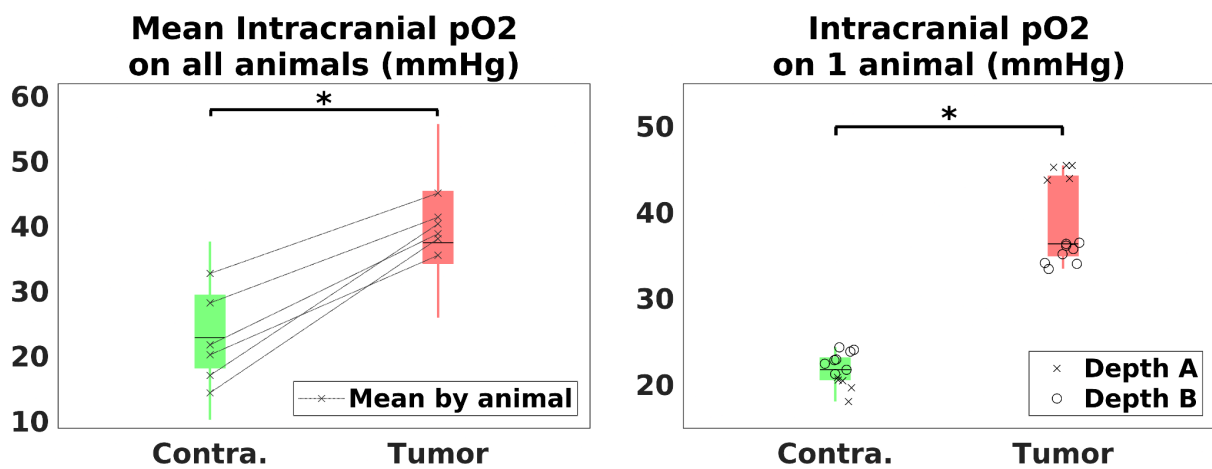 Mean Intracranial pO2
on all animals (mmHg)
60
50
40
30
20
10
*
Mean by animal
Contra.
Tumor
Intracranial pO2
on 1 animal (mmHg)
50
40
30
20
*
Depth A
Depth B
Contra.
Tumor